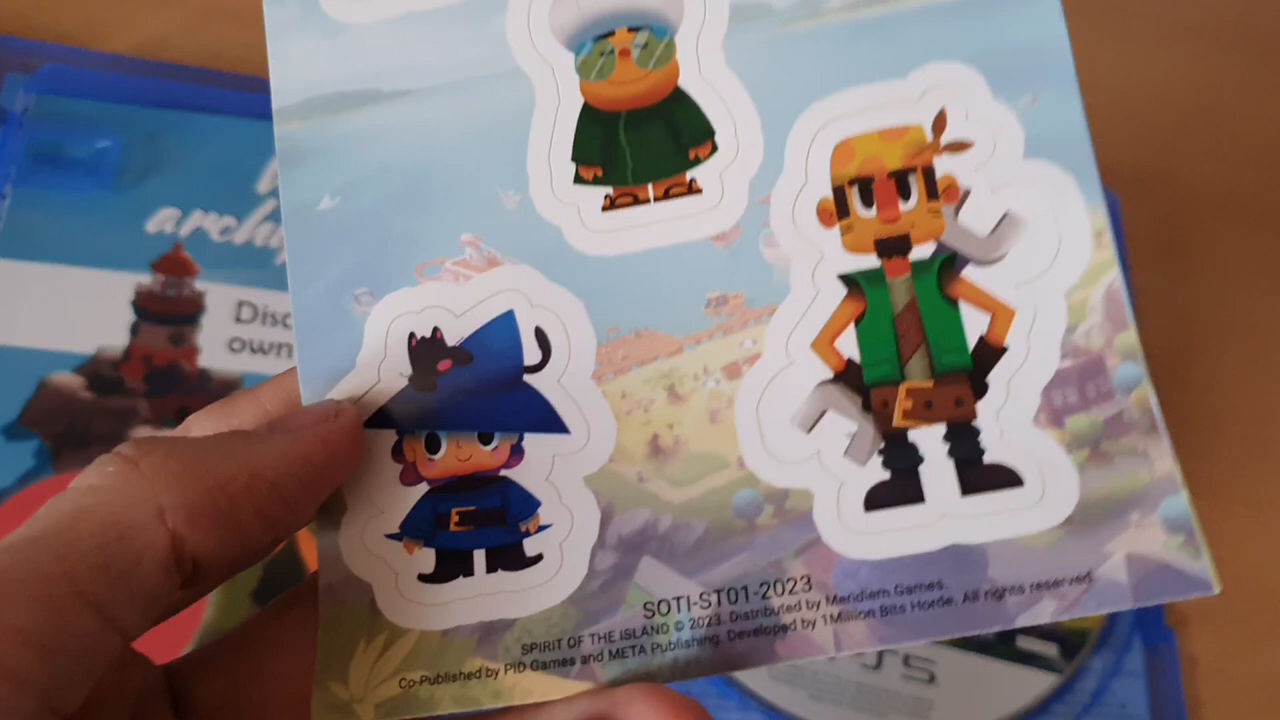 Disc
own
SOTI-ST01-2023
SPIRIT OF THE ISLAND © 2023. Distributed by Meridiem Games.
Co-Published by PID Games and META Publishing. Developed by 1Million Bits Horde. All rights reserved.
PS5